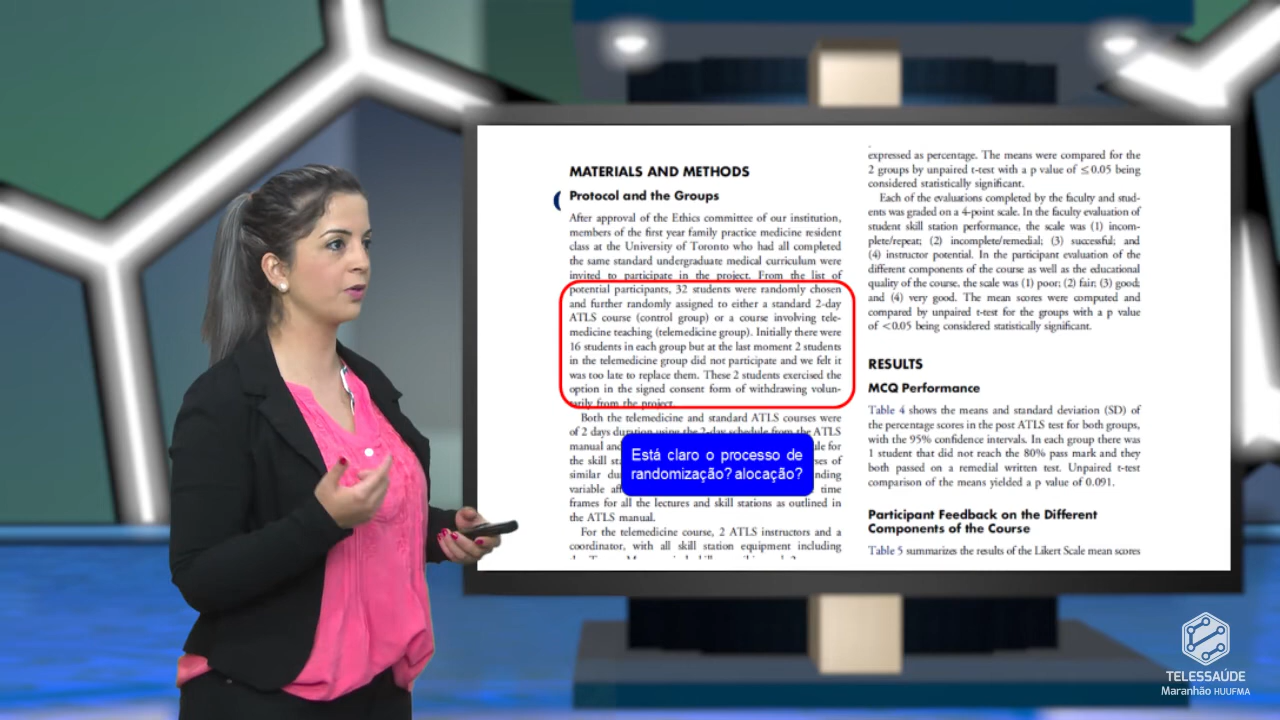 MATERIALS AND METHODS
Protocol and the Groups
After approval of the Ethics committee of our institution,
members of the first year family practice medicine resident
class at the University of Toronto who had all completed
the same standard undergraduate medical curriculum were
invited to participate in the project. From the list of
potential participants, 32 students were randomly chosen
and further randomly assigned to either a standard 2-day
ATLS course (control group) or a course involving tele-
medicine teaching (telemedicine group). Initially there were
16 students in each group but at the last moment 2 students
in the telemedicine group did not participate and we felt it
was too late to replace them. These 2 students exercised the
option in the signed consent form of withdrawing volun-
tarily from the project.
Both the telemedicine and standard ATLS courses were
of 2 days duration using the 2-day schedule from the ATLS
manual and
the skill
similar
variable time
frames for all the lectures and skill stations as outlined in
the ATLS manual.
For the telemedicine course, 2 ATLS instructors and a
coordinator, with all skill station equipment including
Está claro o processo de
randomização? alocação?
expressed as percentage. The means were compared for the
2 groups by unpaired t-test with a p value of ≤0.05 being
considered statistically significant.
Each of the evaluations completed by the faculty and stud-
ents was graded on a 4-point scale. In the faculty evaluation of
student skill station performance, the scale was (1) incom-
plete/repeat; (2) incomplete/remedial; (3) successful; and
(4) instructor potential. In the participant evaluation of the
different components of the course as well as the educational
quality of the course, the scale was (1) poor; (2) fair; (3) good;
and (4) very good. The mean scores were computed and
compared by unpaired t-test for the groups with a p value
of <0.05 being considered statistically significant.
RESULTS
MCQ Performance
Table 4 shows the means and standard deviation (SD) of
the percentage scores in the post ATLS test for both groups,
with the 95% confidence intervals. In each group there was
1 student that did not reach the 80% pass mark and they
both passed on a remedial written test. Unpaired t-test
comparison of the means yielded a p value of 0.091.
Participant Feedback on the Different
Components of the Course
Table 5 summarizes the results of the Likert Scale mean scores
TELESSAÚDE
Maranhão HUUFMA